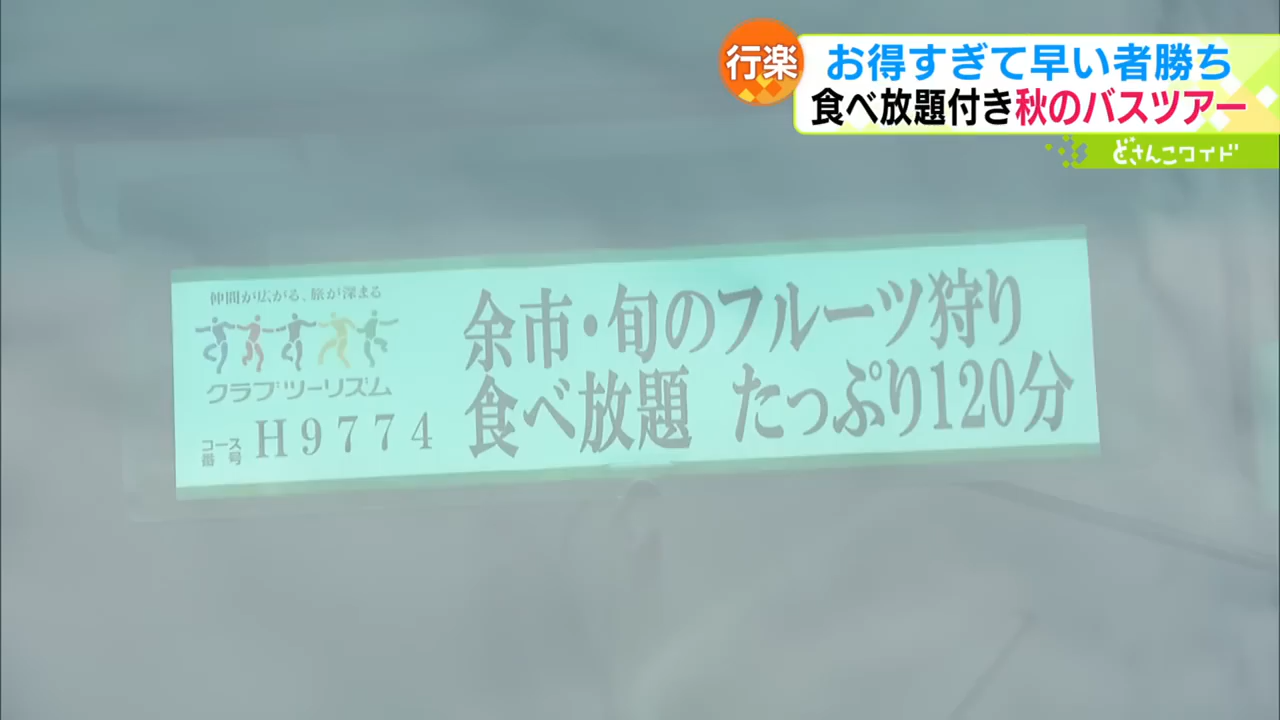 行楽
お得すぎて早い者勝ち
食べ放題付き秋のバスツアー
どさんこワイド
仲間が広がる、旅が深まる
クラブツーリズム
コース番号 H9774
余市・旬のフルーツ狩り
食べ放題 たっぷり120分